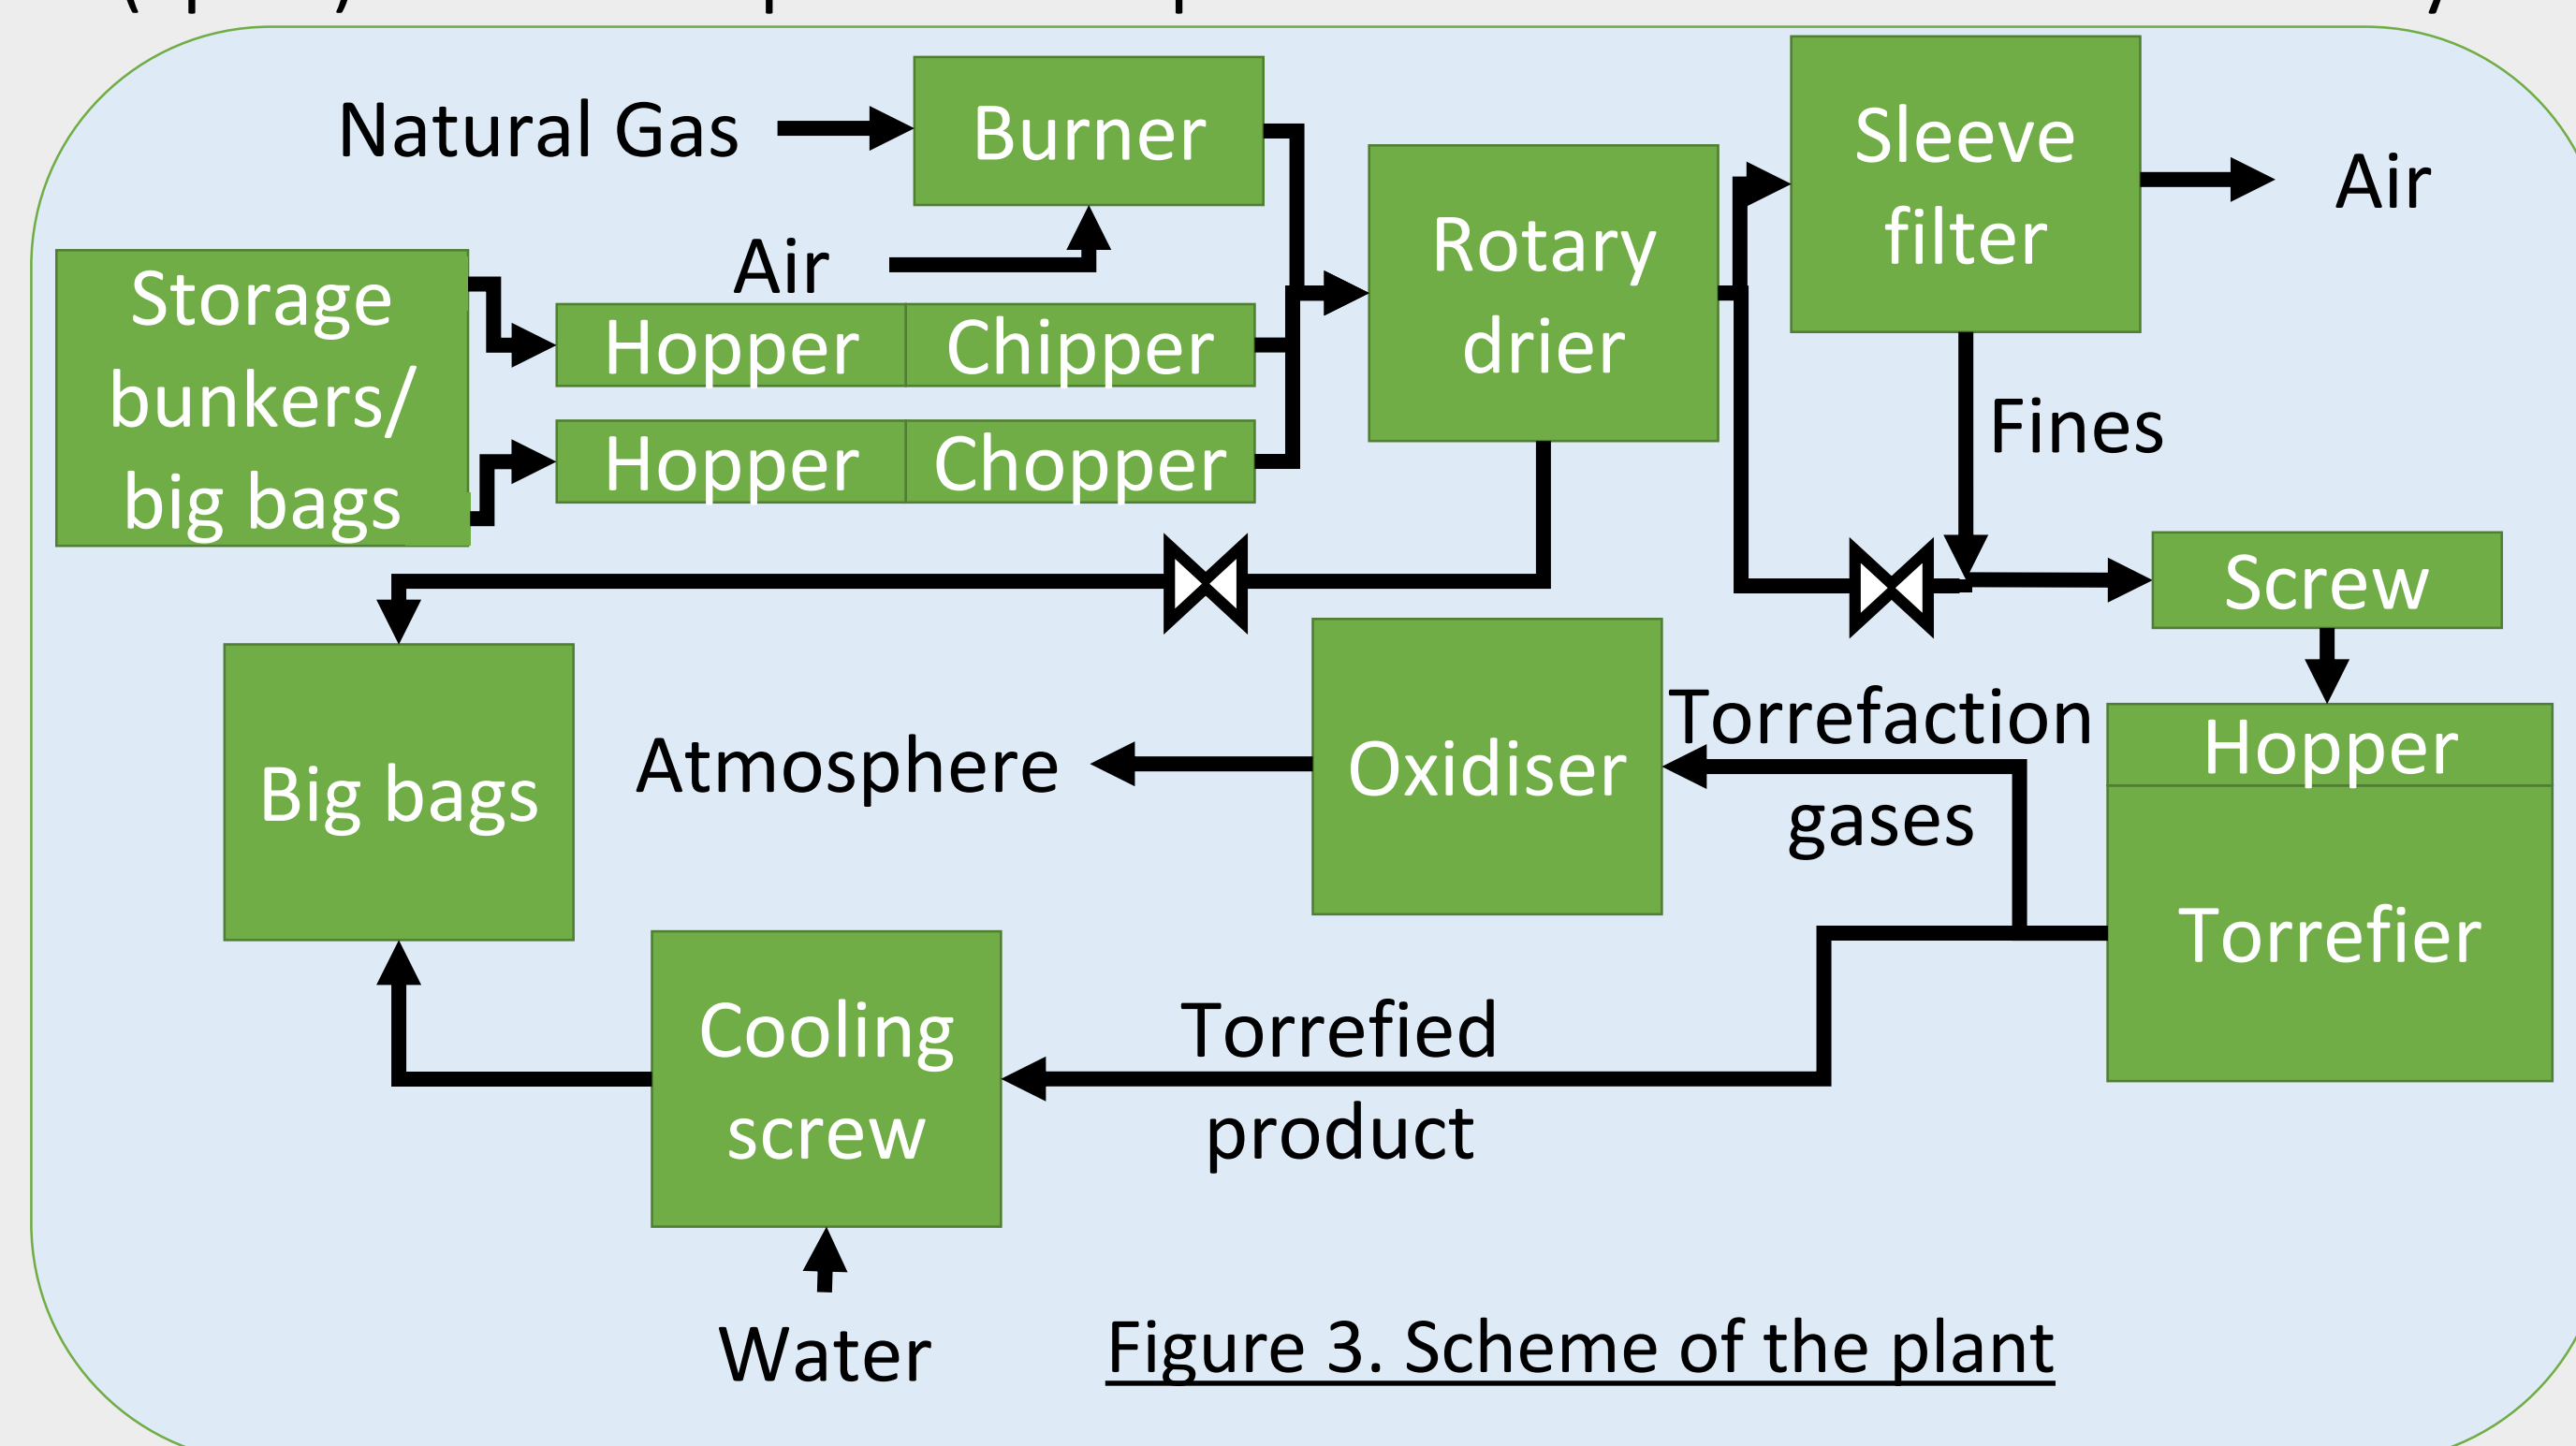 Natural Gas
Burner
Sleeve
filter
Air
Rotary
drier
Air
Storage
bunkers/
big bags
Hopper
Chipper
Hopper
Chopper
Fines
Screw
Big bags
Atmosphere
Oxidiser
Torrefaction
gases
Hopper
Torrefier
Cooling
screw
Torrefied
product
Water
Figure 3. Scheme of the plant